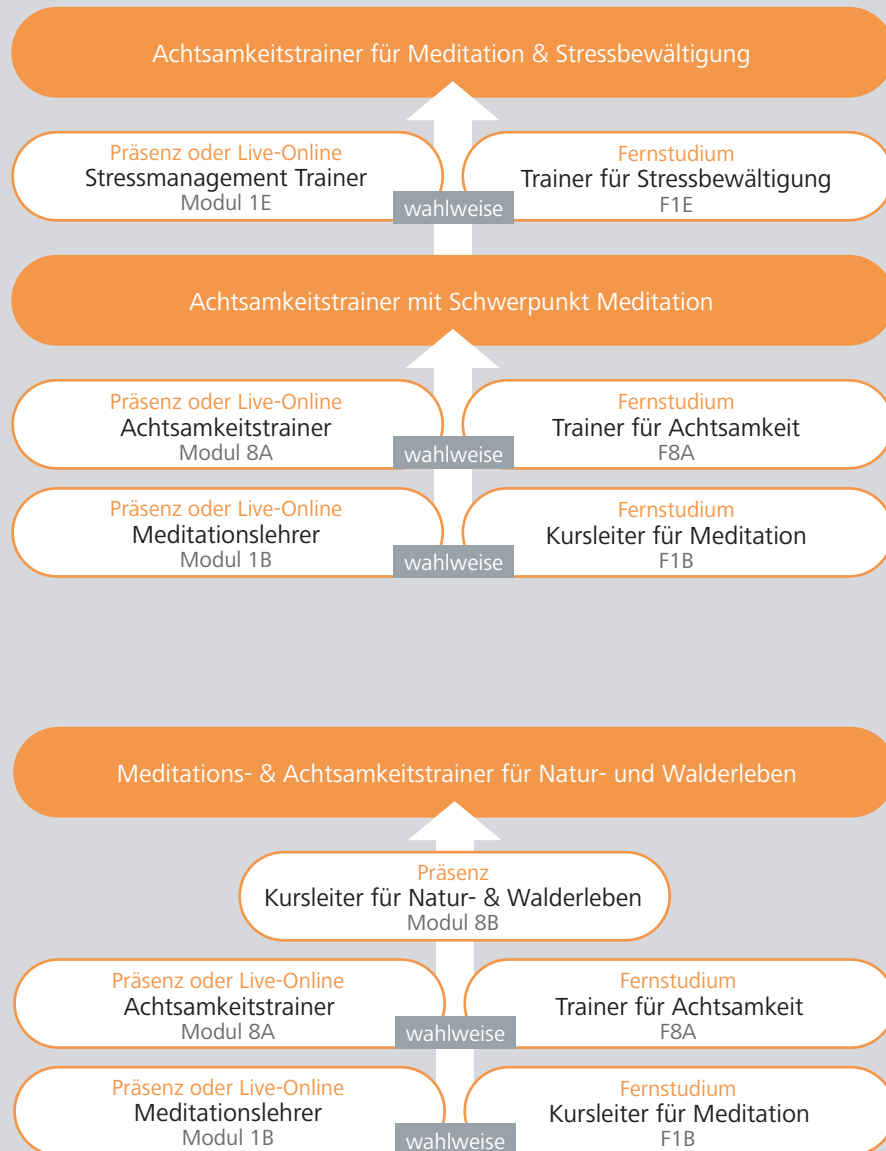 Achtsamkeitstrainer für Meditation & Stressbewältigung
Präsenz oder Live-Online
Stressmanagement Trainer
Modul 1E
wahlweise
Fernstudium
Trainer für Stressbewältigung
F1E
Achtsamkeitstrainer mit Schwerpunkt Meditation
Präsenz oder Live-Online
Achtsamkeitstrainer
Modul 8A
wahlweise
Fernstudium
Trainer für Achtsamkeit
F8A
Präsenz oder Live-Online
Meditationslehrer
Modul 1B
wahlweise
Fernstudium
Kursleiter für Meditation
F1B
Meditations- & Achtsamkeitstrainer für Natur- und Walderleben
Präsenz
Kursleiter für Natur- & Walderleben
Modul 8B
Präsenz oder Live-Online
Achtsamkeitstrainer
Modul 8A
wahlweise
Fernstudium
Trainer für Achtsamkeit
F8A
Präsenz oder Live-Online
Meditationslehrer
Modul 1B
wahlweise
Fernstudium
Kursleiter für Meditation
F1B